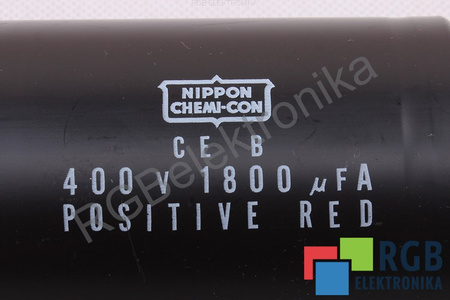 NIPPON
CHEMI-CON
CE B
400 V 1800 μFA
POSITIVE RED
RGBelektronika
RGB
ELEKTRONIKA